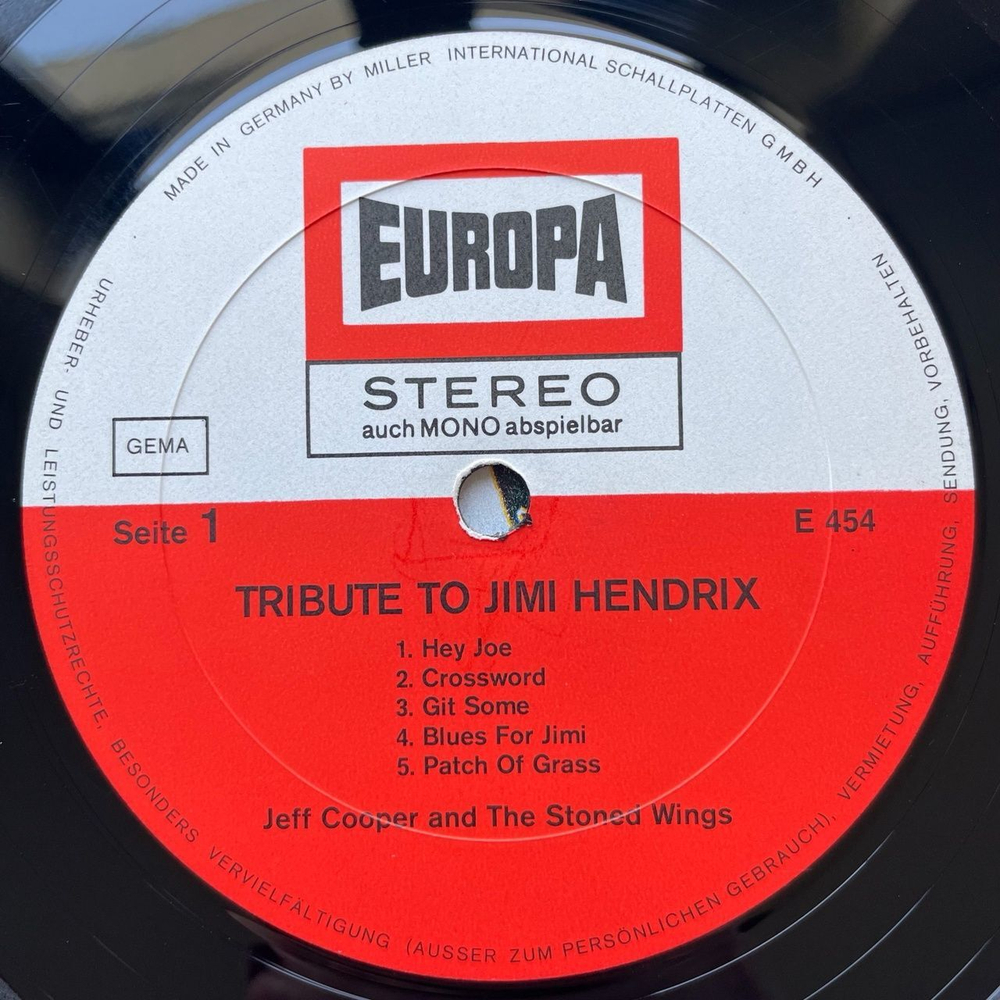 MADE IN GERMANY BY MILLER INTERNATIONAL SCHALLPLATTEN GMBH
EUROPA
STEREO
auch MONO abspielbar
GEMA
Seite 1
E 454
TRIBUTE TO JIMI HENDRIX
1. Hey Joe
2. Crossword
3. Git Some
4. Blues For Jimi
5. Patch Of Grass
Jeff Cooper and The Stoned Wings
URHEBER- UND LEISTUNGSSCHUTZRECHTE, BESONDERS VERVIELFÄLTIGUNG (AUSSER ZUM PERSÖNLICHEN GEBRAUCH), VERMIETUNG, AUFFÜHRUNG, SENDUNG, VORBEHALTEN